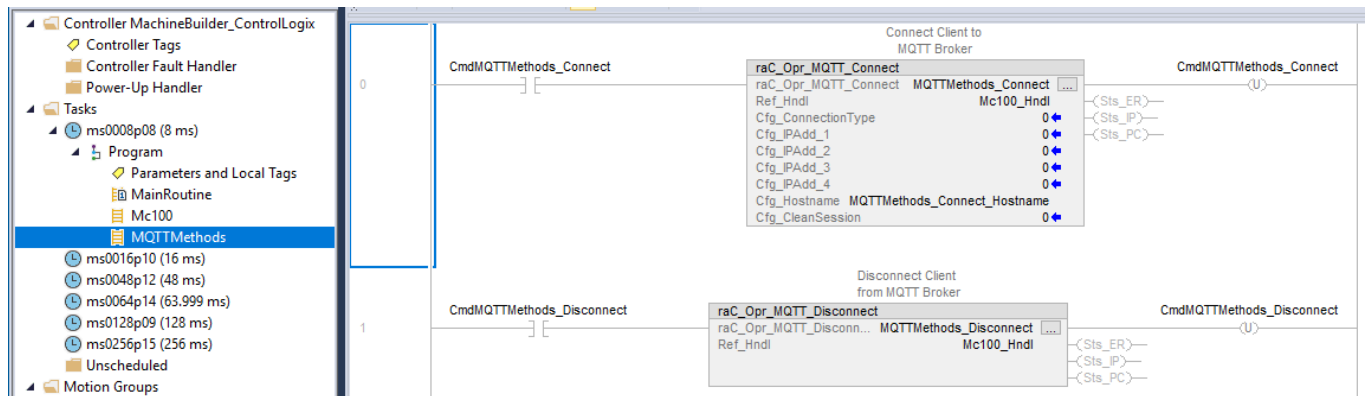 Controller MachineBuilder_ControlLogix
Controller Tags
Controller Fault Handler
Power-Up Handler
Tasks
ms0008p08 (8 ms)
Program
Parameters and Local Tags
MainRoutine
Mc100
MQTTMethods
ms0016p10 (16 ms)
ms0048p12 (48 ms)
ms0064p14 (63.999 ms)
ms0128p09 (128 ms)
ms0256p15 (256 ms)
Unscheduled
Motion Groups
0
CmdMQTTMethods_Connect
Connect Client to
MQTT Broker
raC_Opr_MQTT_Connect
raC_Opr_MQTT_Connect MQTTMethods_Connect ...
Ref_Hndl Mc100_Hndl
Cfg_ConnectionType 0
Cfg_IPAdd_1 0
Cfg_IPAdd_2 0
Cfg_IPAdd_3 0
Cfg_IPAdd_4 0
Cfg_Hostname MQTTMethods_Connect_Hostname
Cfg_CleanSession 0
(Sts_ER)
(Sts_IP)
(Sts_PC)
CmdMQTTMethods_Connect
(U)
1
CmdMQTTMethods_Disconnect
Disconnect Client
from MQTT Broker
raC_Opr_MQTT_Disconnect
raC_Opr_MQTT_Disconn... MQTTMethods_Disconnect ...
Ref_Hndl Mc100_Hndl
(Sts_ER)
(Sts_IP)
(Sts_PC)
CmdMQTTMethods_Disconnect
(U)